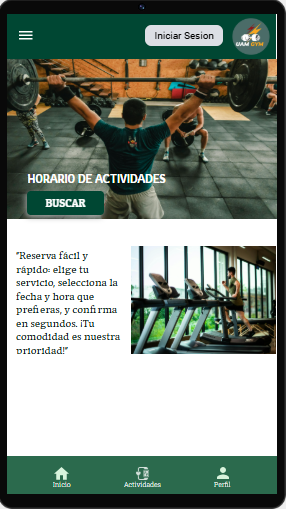 Iniciar Sesion
UAM GYM
HORARIO DE ACTIVIDADES
BUSCAR
"Reserva fácil y
rápido: elige tu
servicio, selecciona la
fecha y hora que
prefieras, y confirma
en segundos. ¡Tu
comodidad es nuestra
prioridad!"
Inicio
Actividades
Perfil